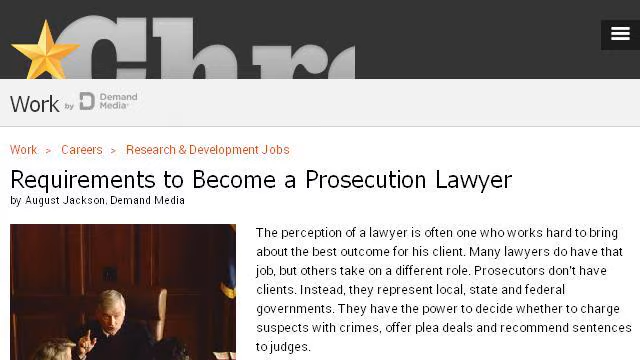 Chr
Work by Demand Media
Work > Careers > Research & Development Jobs
Requirements to Become a Prosecution Lawyer
by August Jackson, Demand Media
The perception of a lawyer is often one who works hard to bring
about the best outcome for his client. Many lawyers do have that
job, but others take on a different role. Prosecutors don't have
clients. Instead, they represent local, state and federal
governments. They have the power to decide whether to charge
suspects with crimes, offer plea deals and recommend sentences
to judges.